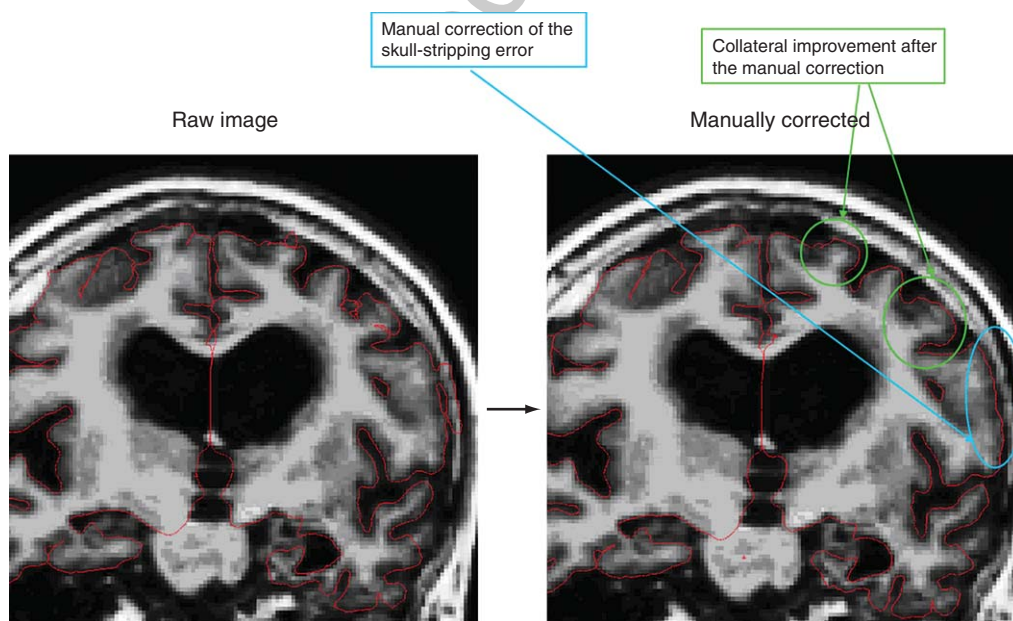 Manual correction of the
skull-stripping error
Collateral improvement after
the manual correction
Raw image
Manually corrected